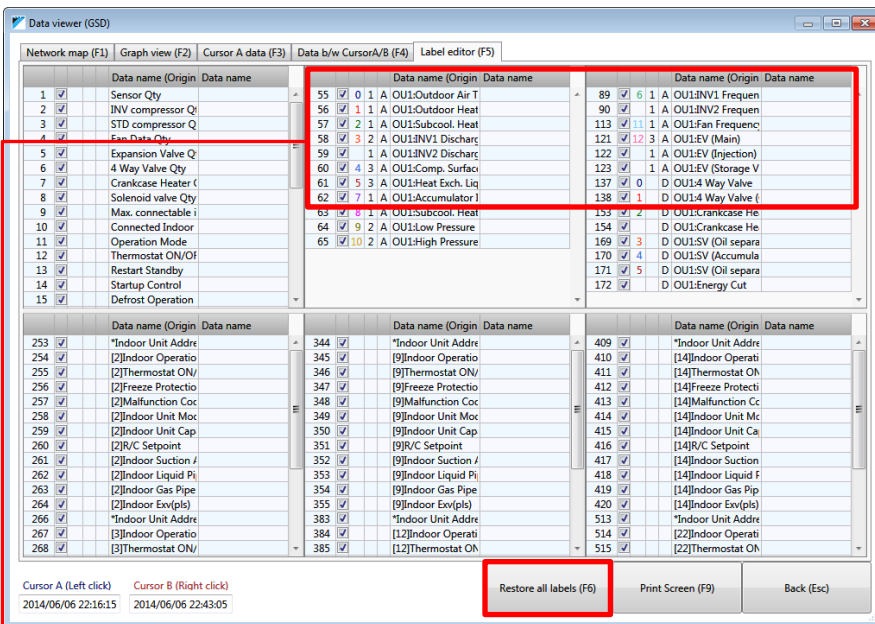 Data viewer (GSD)
Network map (F1) Graph view (F2) Cursor A data (F3) Data b/w CursorA/B (F4) Label editor (F5)
Data name (Origin Data name
1 Sensor Qty
2 INV compressor Q
3 STD compressor Q
4 Fan Data Qty
5 Expansion Valve Q
6 4 Way Valve Qty
7 Crankcase Heater
8 Solenoid valve Qty
9 Max. connectable i
10 Connected Indoor
11 Operation Mode
12 Thermostat ON/OF
13 Restart Standby
14 Startup Control
15 Defrost Operation
Data name (Origin Data name
55 0 1 A OU1:Outdoor Air T
56 1 1 A OU1:Outdoor Heat
57 2 1 A OU1:Subcool. Heat
58 3 2 A OU1:INV1 Discharg
59 1 A OU1:INV2 Discharg
60 4 3 A OU1:Comp. Surface
61 5 3 A OU1:Heat Exch. Liq
62 7 1 A OU1:Accumulator I
63 8 1 A OU1:Subcool. Heat
64 9 2 A OU1:Low Pressure
65 10 2 A OU1:High Pressure
Data name (Origin Data name
89 6 1 A OU1:INV1 Frequen
90 1 A OU1:INV2 Frequen
113 11 1 A OU1:Fan Frequency
121 12 3 A OU1:EV (Main)
122 1 A OU1:EV (Injection)
123 1 A OU1:EV (Storage V
137 0 D OU1:4 Way Valve
138 1 D OU1:4 Way Valve (
153 2 D OU1:Crankcase He
154 D OU1:Crankcase He
169 3 D OU1:SV (Oil separa
170 4 D OU1:SV (Accumula
171 5 D OU1:SV (Oil separa
172 D OU1:Energy Cut
Data name (Origin Data name
253 *Indoor Unit Addre
254 [2]Indoor Operatio
255 [2]Thermostat ON/
256 [2]Freeze Protectio
257 [2]Malfunction Coc
258 [2]Indoor Unit Moc
259 [2]Indoor Unit Cap
260 [2]R/C Setpoint
261 [2]Indoor Suction A
262 [2]Indoor Liquid Pi
263 [2]Indoor Gas Pipe
264 [2]Indoor Exv(pls)
266 *Indoor Unit Addre
267 [3]Indoor Operatio
268 [3]Thermostat ON/
Data name (Origin Data name
344 *Indoor Unit Addre
345 [9]Indoor Operatio
346 [9]Thermostat ON/
347 [9]Freeze Protectio
348 [9]Malfunction Coc
349 [9]Indoor Unit Moc
350 [9]Indoor Unit Cap
351 [9]R/C Setpoint
352 [9]Indoor Suction A
353 [9]Indoor Liquid Pi
354 [9]Indoor Gas Pipe
355 [9]Indoor Exv(pls)
383 *Indoor Unit Addre
384 [12]Indoor Operati
385 [12]Thermostat ON
Data name (Origin Data name
409 *Indoor Unit Addre
410 [14]Indoor Operati
411 [14]Thermostat ON
412 [14]Freeze Protecti
413 [14]Malfunction Cc
414 [14]Indoor Unit Mc
415 [14]Indoor Unit Ca
416 [14]R/C Setpoint
417 [14]Indoor Suction
418 [14]Indoor Liquid P
419 [14]Indoor Gas Pip
420 [14]Indoor Exv(pls)
513 *Indoor Unit Addre
514 [22]Indoor Operati
515 [22]Thermostat ON
Cursor A (Left click) Cursor B (Right click)
2014/06/06 22:16:15 2014/06/06 22:43:05
Restore all labels (F6) Print Screen (F9) Back (Esc)